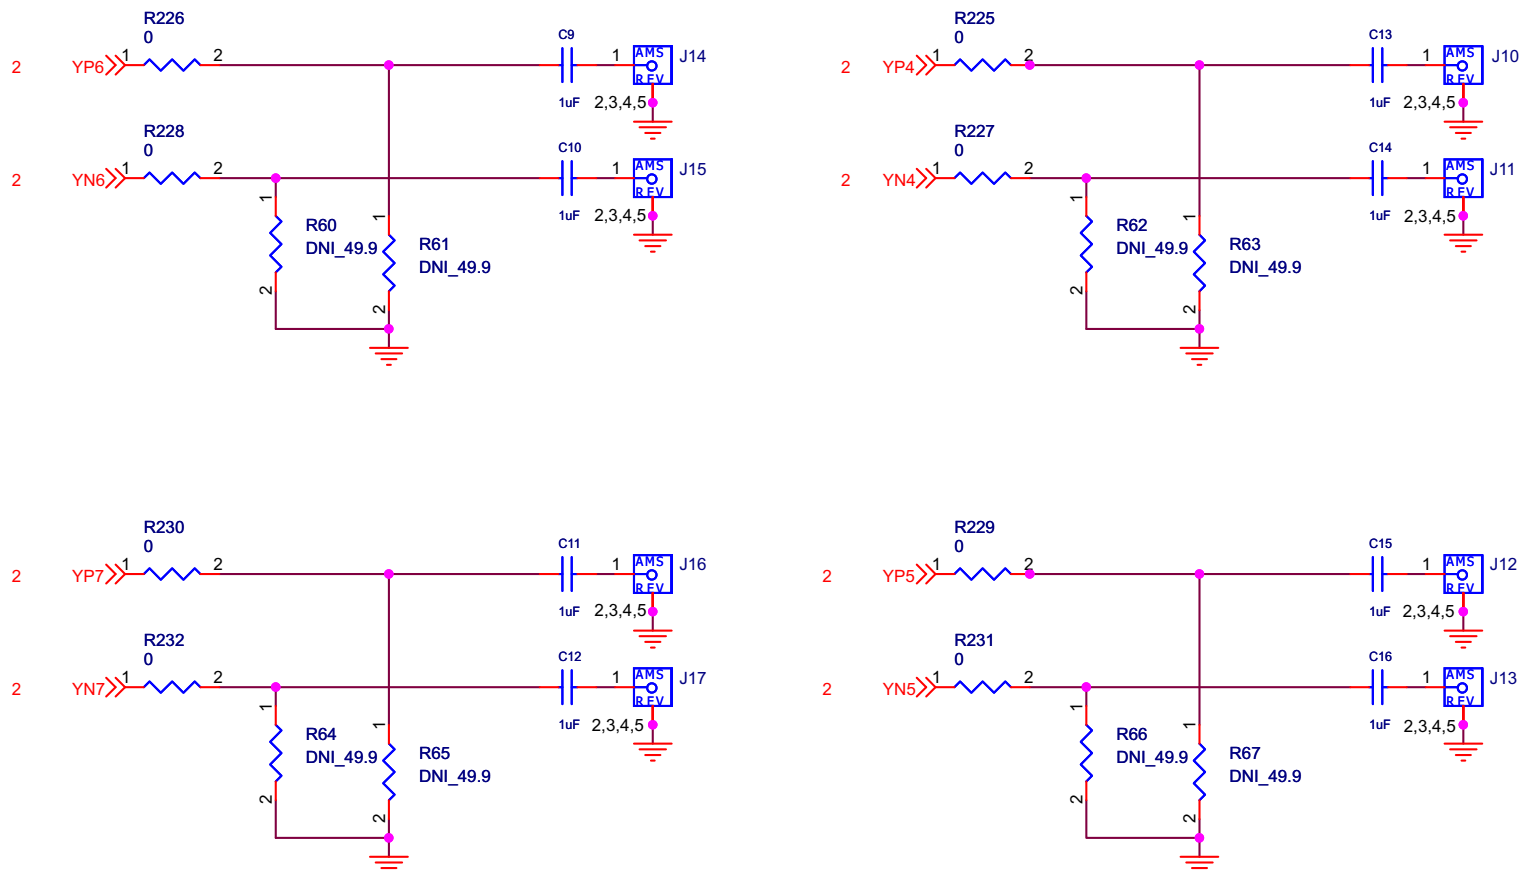 R226
0
2 YP6 1 2 C9 1uF 1 AMS REV J14
2,3,4,5
R228
0
2 YN6 1 2 C10 1uF 1 AMS REV J15
2,3,4,5
1 R60
DNI_49.9
2
1 R61
DNI_49.9
2
R225
0
2 YP4 1 2 C13 1uF 1 AMS REV J10
2,3,4,5
R227
0
2 YN4 1 2 C14 1uF 1 AMS REV J11
2,3,4,5
1 R62
DNI_49.9
2
1 R63
DNI_49.9
2
R230
0
2 YP7 1 2 C11 1uF 1 AMS REV J16
2,3,4,5
R232
0
2 YN7 1 2 C12 1uF 1 AMS REV J17
2,3,4,5
1 R64
DNI_49.9
2
1 R65
DNI_49.9
2
R229
0
2 YP5 1 2 C15 1uF 1 AMS REV J12
2,3,4,5
R231
0
2 YN5 1 2 C16 1uF 1 AMS REV J13
2,3,4,5
1 R66
DNI_49.9
2
1 R67
DNI_49.9
2